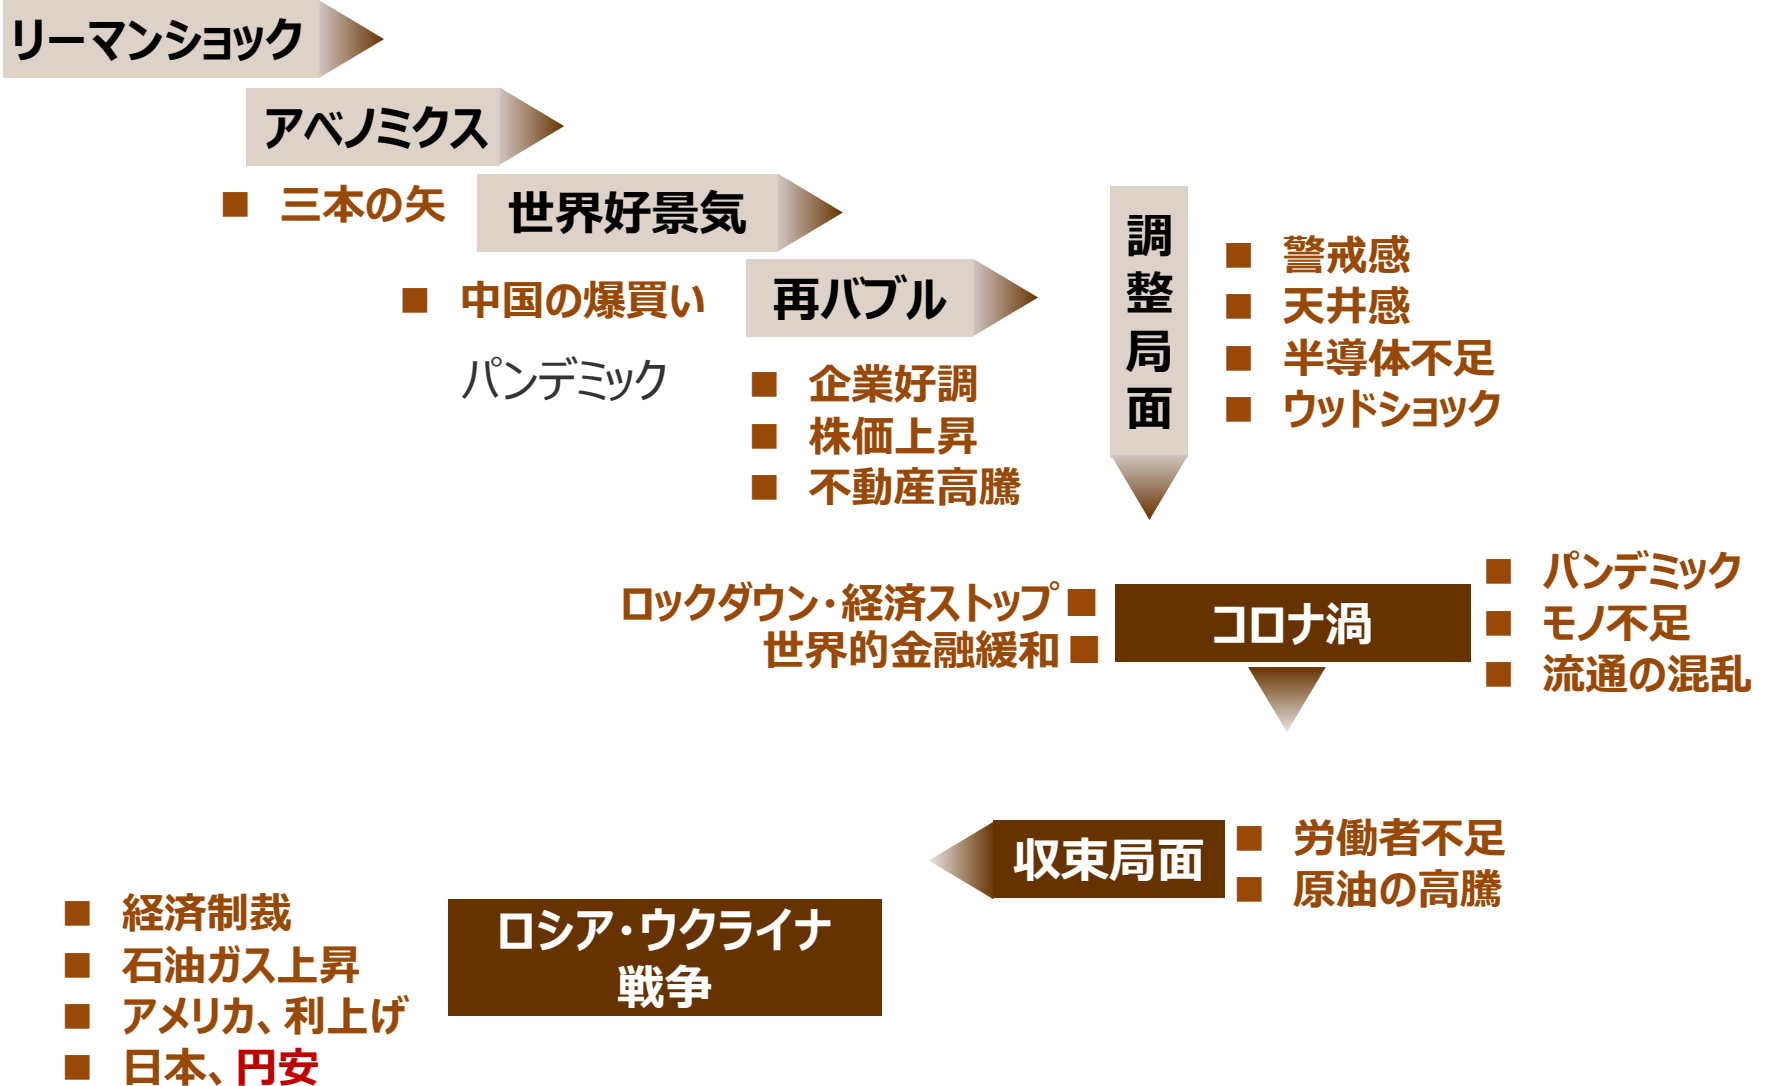 リーマンショック
アベノミクス
■ 三本の矢
世界好景気
■ 中国の爆買い
パンデミック
再バブル
■ 企業好調
■ 株価上昇
■ 不動産高騰
調整局面
■ 警戒感
■ 天井感
■ 半導体不足
■ ウッドショック
ロックダウン・経済ストップ ■
世界的金融緩和 ■
コロナ渦
■ パンデミック
■ モノ不足
■ 流通の混乱
収束局面
■ 労働者不足
■ 原油の高騰
ロシア・ウクライナ
戦争
■ 経済制裁
■ 石油ガス上昇
■ アメリカ、利上げ
■ 日本、円安